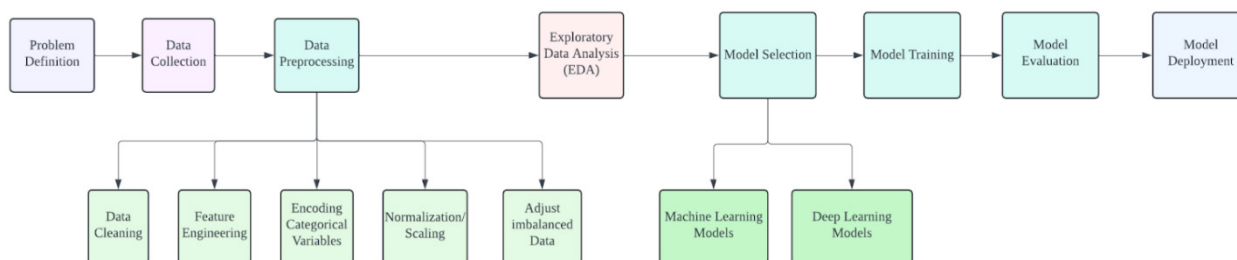 Problem
Definition
Data
Collection
Data
Preprocessing
Exploratory
Data Analysis
(EDA)
Model Selection
Model Training
Model
Evaluation
Model
Deployment
Data
Cleaning
Feature
Engineering
Encoding
Categorical
Variables
Normalization/
Scaling
Adjust
imbalanced
Data
Machine Learning
Models
Deep Learning
Models